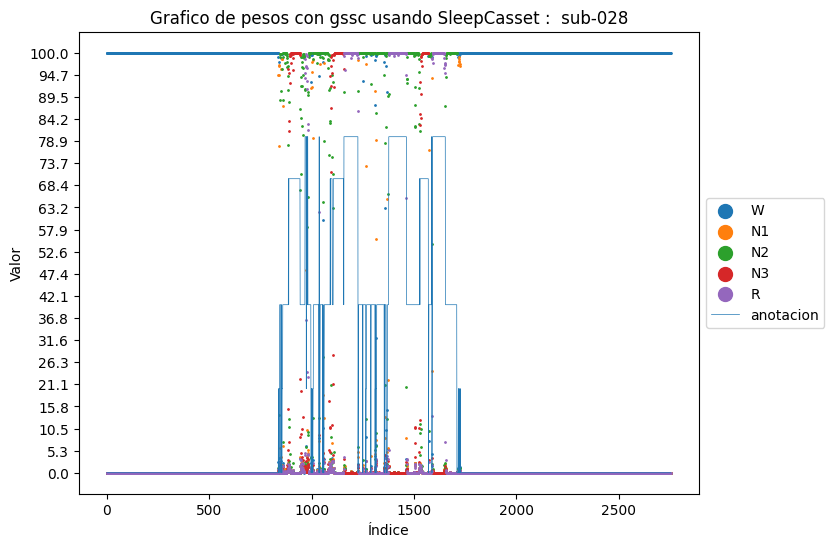 Grafico de pesos con gssc usando SleepCasset :  sub-028
100.0
94.7
89.5
84.2
78.9
73.7
68.4
63.2
57.9
52.6
47.4
42.1
36.8
31.6
26.3
21.1
15.8
10.5
5.3
0.0
Valor
0 500 1000 1500 2000 2500
Índice
W
N1
N2
N3
R
anotacion